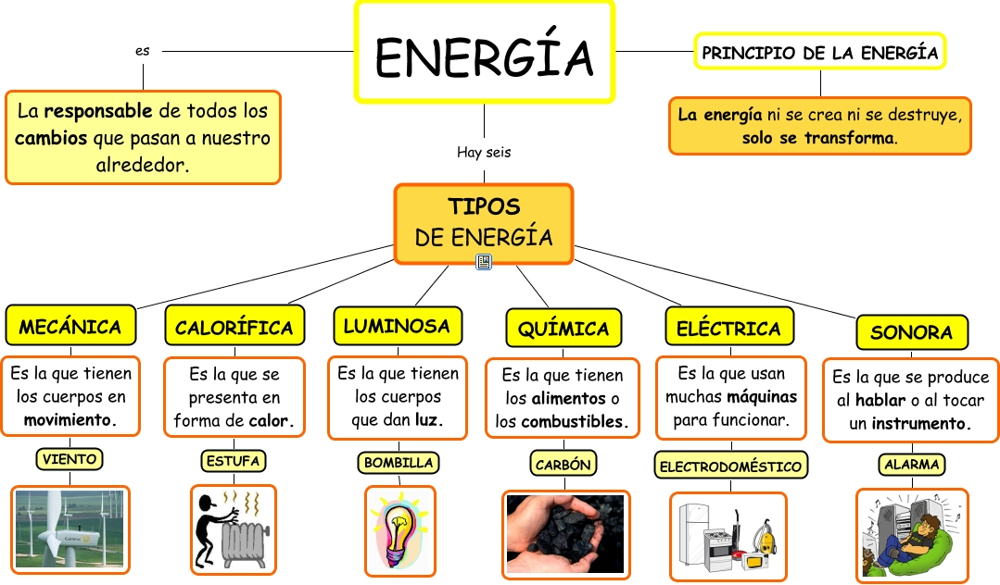 ENERGÍA
es
La responsable de todos los
cambios que pasan a nuestro
alrededor.
PRINCIPIO DE LA ENERGÍA
La energía ni se crea ni se destruye,
solo se transforma.
Hay seis
TIPOS
DE ENERGÍA
MECÁNICA
Es la que tienen
los cuerpos en
movimiento.
VIENTO
CALORÍFICA
Es la que se
presenta en
forma de calor.
ESTUFA
LUMINOSA
Es la que tienen
los cuerpos
que dan luz.
BOMBILLA
QUÍMICA
Es la que tienen
los alimentos o
los combustibles.
CARBÓN
ELÉCTRICA
Es la que usan
muchas máquinas
para funcionar.
ELECTRODOMÉSTICO
SONORA
Es la que se produce
al hablar o al tocar
un instrumento.
ALARMA